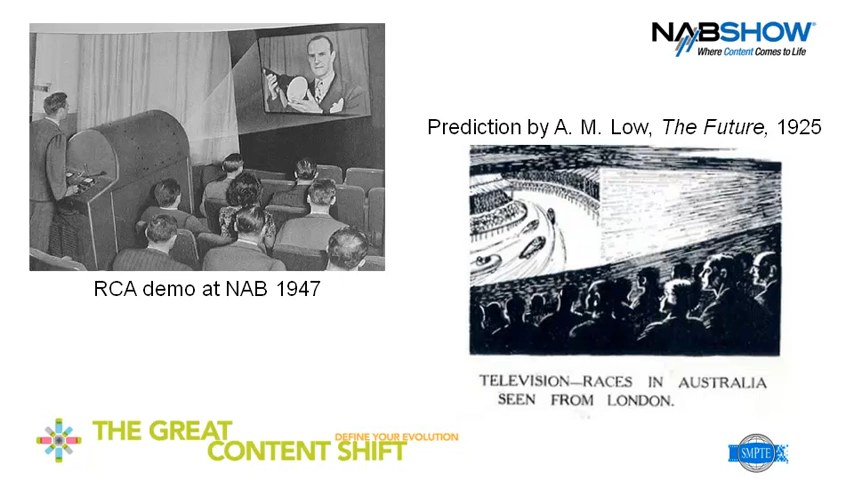 NABSHOW®
Where Content Comes to Life
Prediction by A. M. Low, The Future, 1925
RCA demo at NAB 1947
TELEVISION—RACES IN AUSTRALIA
SEEN FROM LONDON.
THE GREAT
CONTENT SHIFT
DEFINE YOUR EVOLUTION
SMPTE